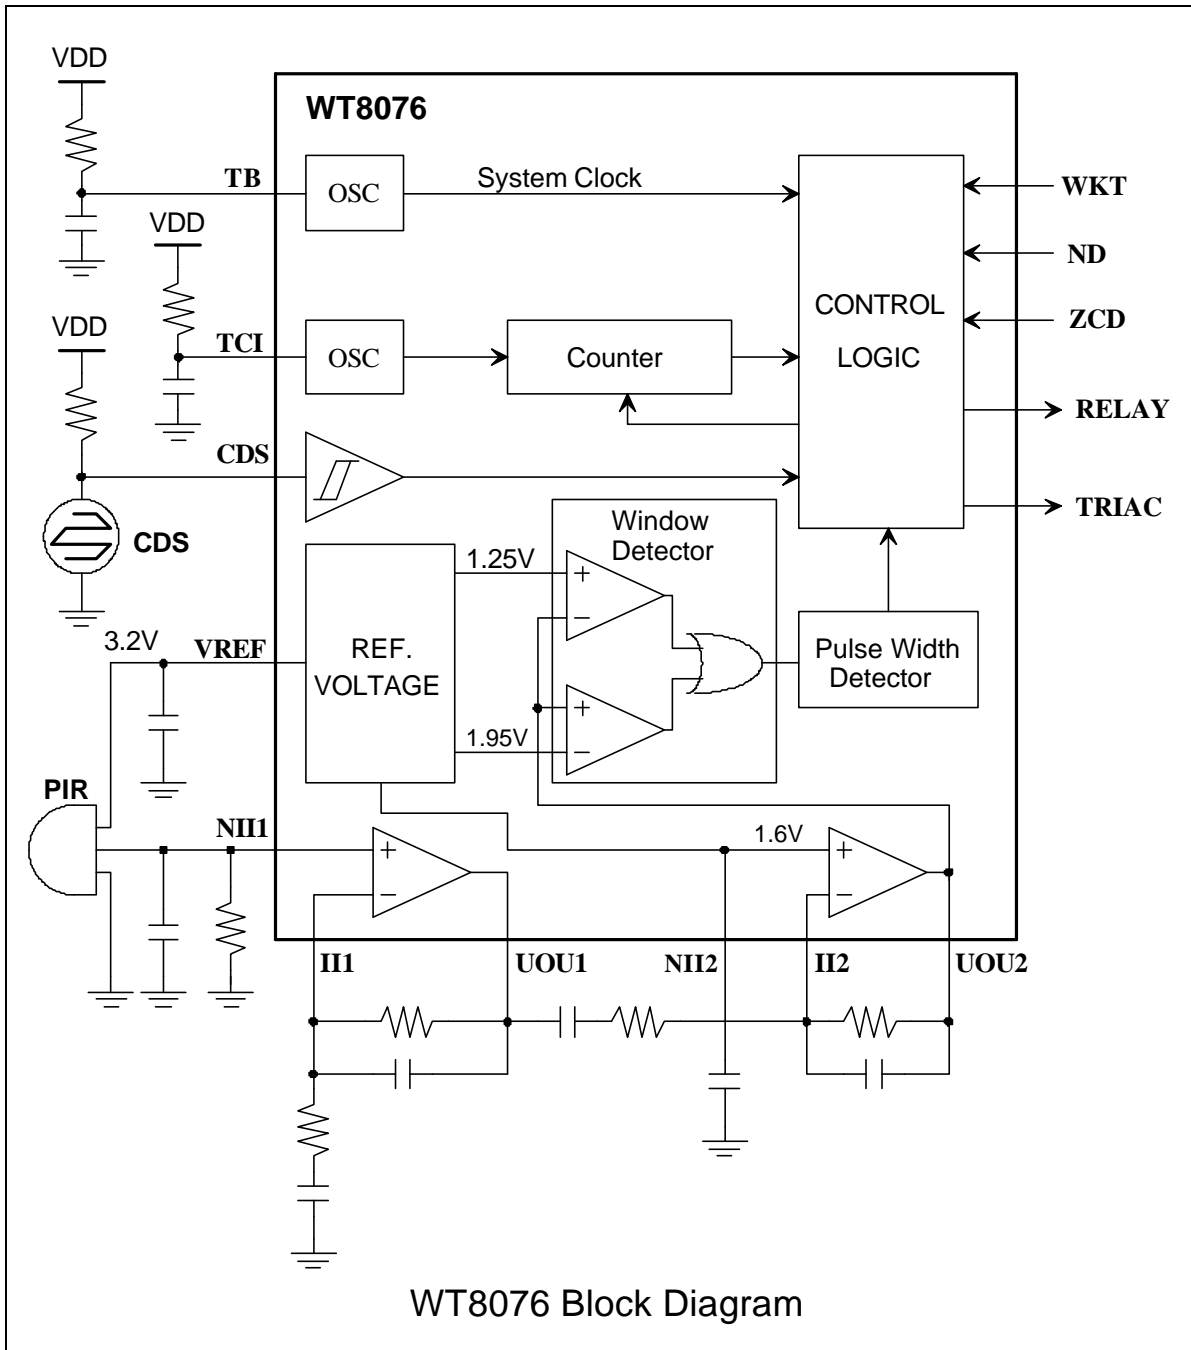 VDD
WT8076
TB
OSC
System Clock
WKT
VDD
ND
VDD
CONTROL
LOGIC
ZCD
TCI
OSC
Counter
RELAY
CDS
TRIAC
Window
Detector
CDS
1.25V
3.2V
VREF
REF.
VOLTAGE
+
−
Pulse Width
Detector
1.95V
+
−
PIR
NII1
+
−
1.6V
+
−
II1
UOU1
NII2
II2
UOU2
WT8076 Block Diagram